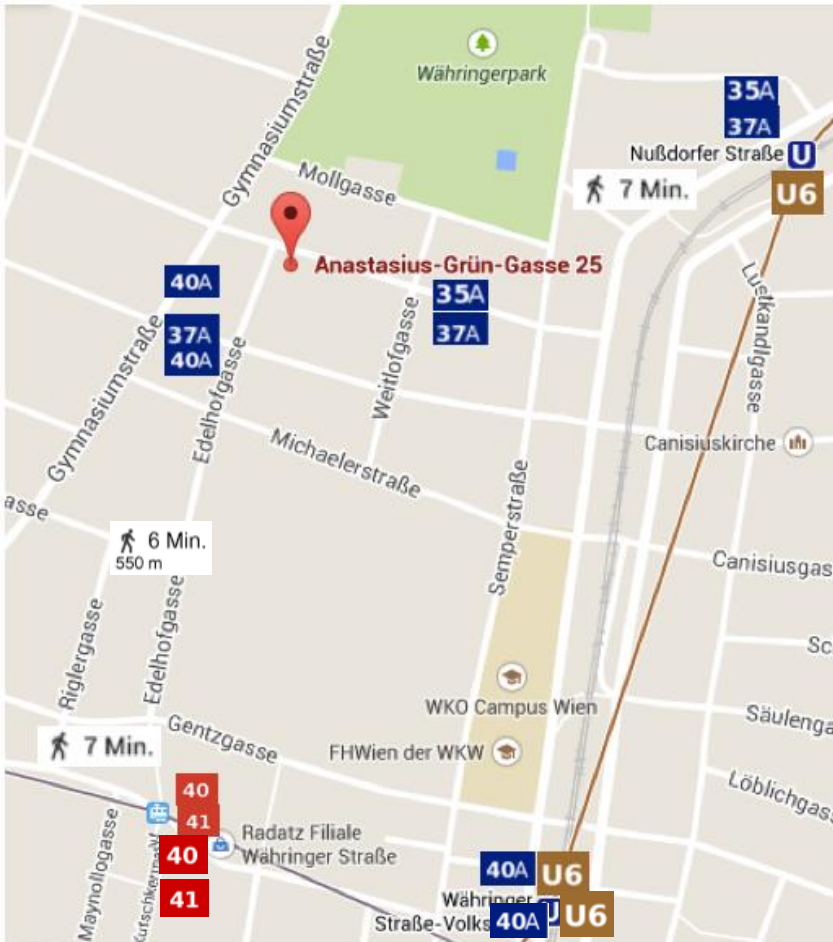 Währingerpark
Gymnasiumstraße
35A
37A
Nußdorfer Straße U
U6
7 Min.
Mollgasse
Anastasius-Grün-Gasse 25
40A
35A
37A
37A
40A
Lustkandlgasse
Weitlofgasse
Edelhofgasse
Gymnasiumstraße
Michaelerstraße
Canisiuskirche
Semperstraße
asse
6 Min.
550 m
Canisiusgas
Riglergasse
Edelhofgasse
Sc
WKO Campus Wien
Säulenga
Gentzgasse
7 Min.
FHWien der WKW
Löblichgass
40
41
Radatz Filiale
Währinger Straße
40
41
Maynollogasse
40A
U6
Währinger
Straße-Volks
40A
U
U6